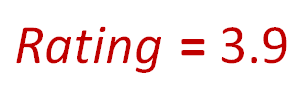 Rating = 3.9